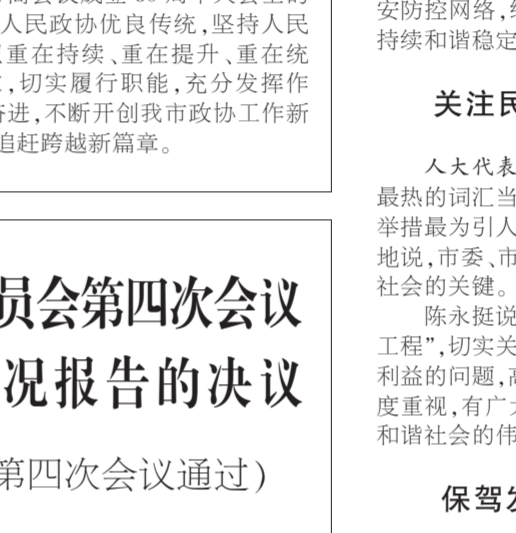 人民政协优良传统,坚持人民
重在持续、重在提升、重在统
,切实履行职能,充分发挥作
进,不断开创我市政协工作新
追赶跨越新篇章。
员会第四次会议
况报告的决议
第四次会议通过)
安防控网络,
持续和谐稳定
关注民
人大代表
最热的词汇当
举措最为引人
地说,市委、市
社会的关键。
陈永挺说
工程”,切实关
利益的问题,
度重视,有广
和谐社会的伟
保驾